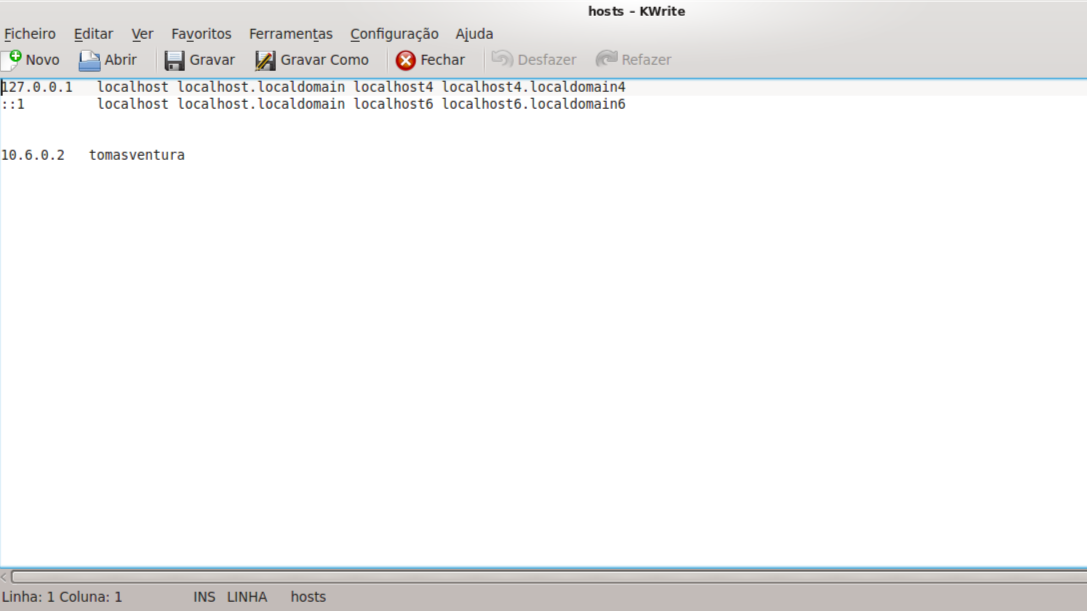 hosts – KWrite
Ficheiro Editar Ver Favoritos Ferramentas Configuração Ajuda
Novo Abrir Gravar Gravar Como Fechar Desfazer Refazer
127.0.0.1 localhost localhost.localdomain localhost4 localhost4.localdomain4
::1 localhost localhost.localdomain localhost6 localhost6.localdomain6
10.6.0.2 tomasventura
Linha: 1 Coluna: 1 INS LINHA hosts